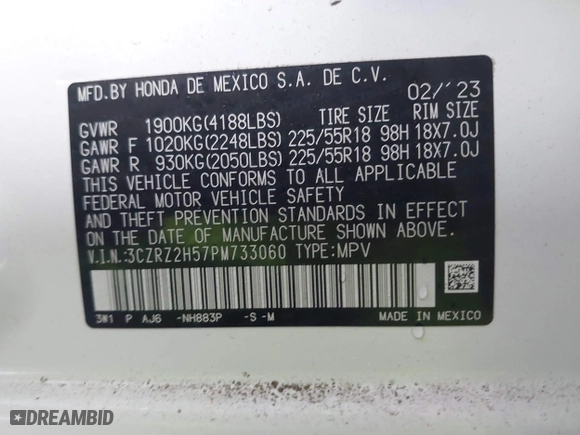 MFD.BY HONDA DE MEXICO S.A. DE C.V. 02/'23
TIRE SIZE RIM SIZE
GVWR 1900KG(4188LBS)
GAWR F 1020KG(2248LBS) 225/55R18 98H 18X7.0J
GAWR R 930KG(2050LBS) 225/55R18 98H 18X7.0J
THIS VEHICLE CONFORMS TO ALL APPLICABLE
FEDERAL MOTOR VEHICLE SAFETY
AND THEFT PREVENTION STANDARDS IN EFFECT
ON THE DATE OF MANUFACTURE SHOWN ABOVE.
V.I.N.:3CZRZ2H57PM733060 TYPE:MPV
3W1 P AJ6 -NH883P -S -M
MADE IN MEXICO
DREAMBID